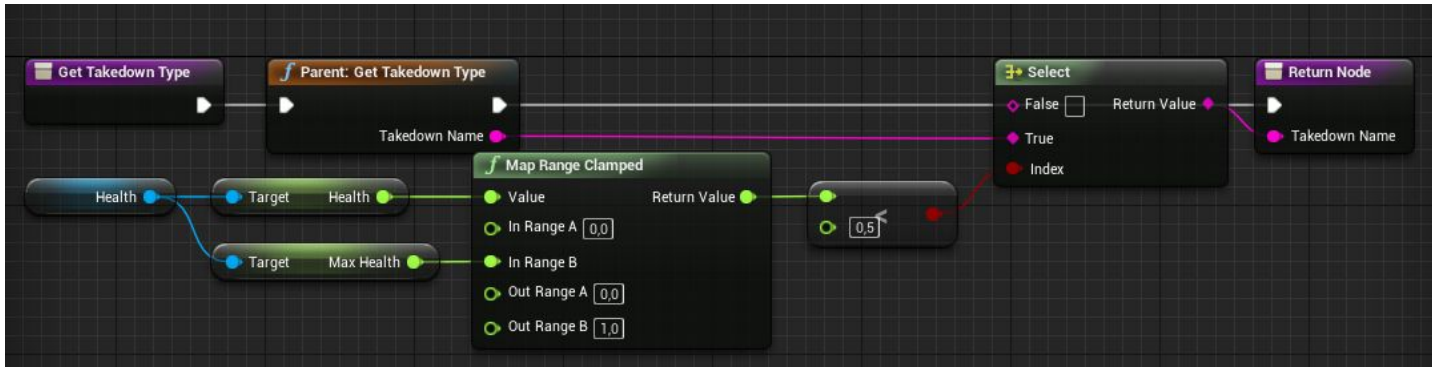 Get Takedown Type
Parent: Get Takedown Type
Takedown Name
Select
False
Return Value
True
Index
Return Node
Takedown Name
Health
Target Health
Target Max Health
Map Range Clamped
Value Return Value
In Range A 0,0
In Range B
Out Range A 0,0
Out Range B 1,0
<
0,5